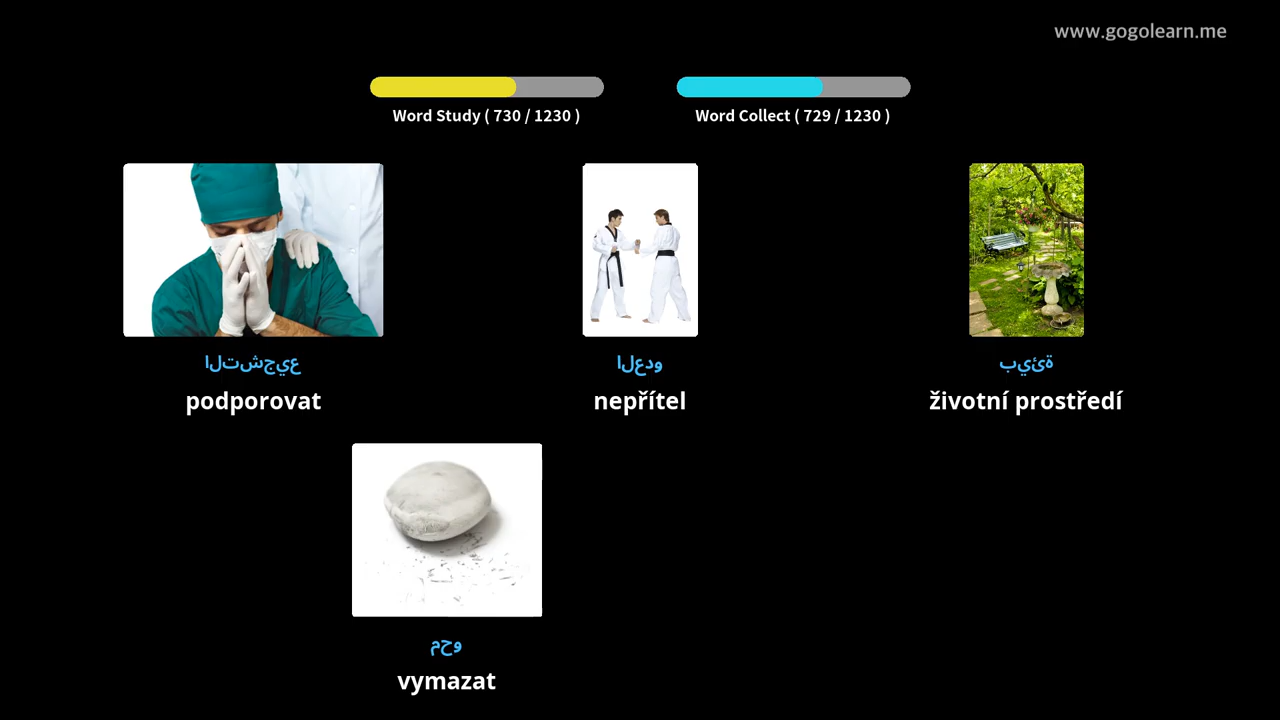 www.gogolearn.me
Word Study ( 730 / 1230 )
Word Collect ( 729 / 1230 )
التشجيع
podporovat
العدو
nepřítel
بيئة
životní prostředí
محو
vymazat